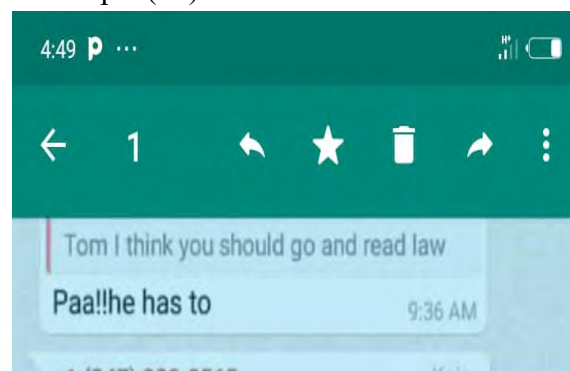 4:49 p ...
H+
1
Tom I think you should go and read law
Paa!!he has to
9:36 AM